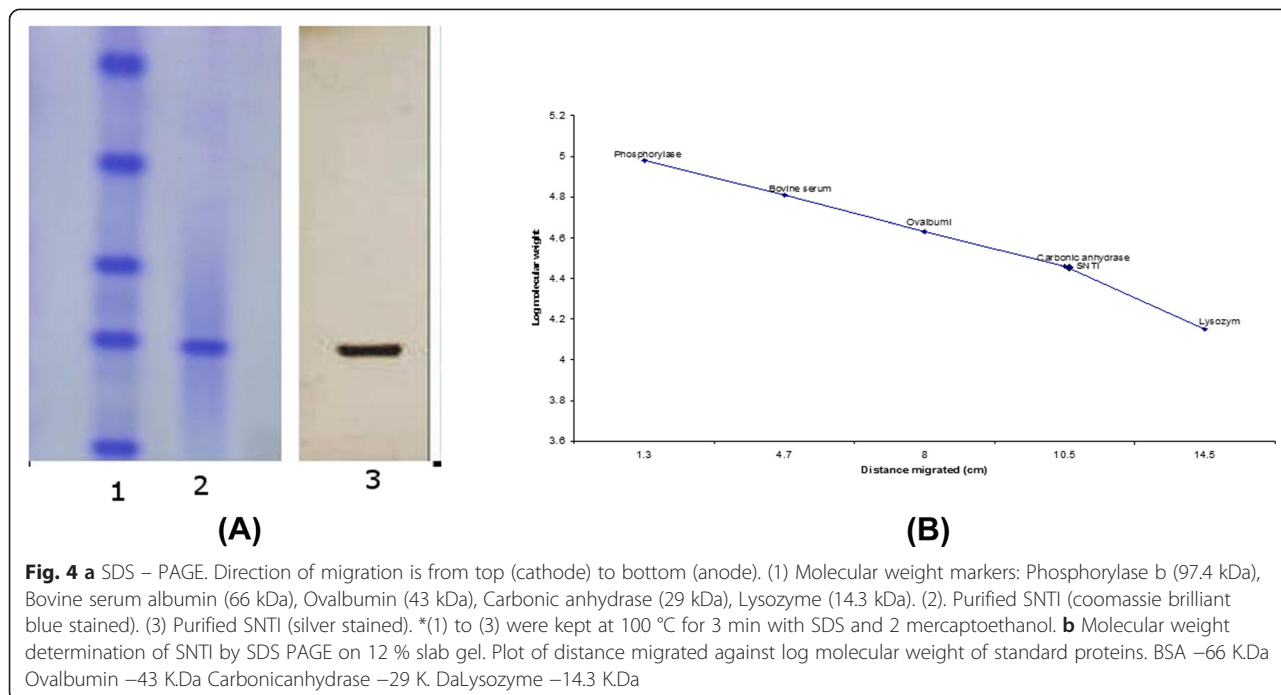 1
2
3
(A)
5.2
5
4.8
4.6
4.4
4.2
4
3.8
3.6
Log molecular weight
Phosphorylase
Bovine serum
Ovalbumi
Carbonic anhydrase
SNTI
Lysozym
1.3
4.7
8
10.5
14.5
Distance migrated (cm)
(B)
Fig. 4 a SDS – PAGE. Direction of migration is from top (cathode) to bottom (anode). (1) Molecular weight markers: Phosphorylase b (97.4 kDa),
Bovine serum albumin (66 kDa), Ovalbumin (43 kDa), Carbonic anhydrase (29 kDa), Lysozyme (14.3 kDa). (2). Purified SNTI (coomassie brilliant
blue stained). (3) Purified SNTI (silver stained). *(1) to (3) were kept at 100 °C for 3 min with SDS and 2 mercaptoethanol. b Molecular weight
determination of SNTI by SDS PAGE on 12 % slab gel. Plot of distance migrated against log molecular weight of standard proteins. BSA −66 K.Da
Ovalbumin −43 K.Da Carbonicanhydrase −29 K. DaLysozyme −14.3 K.Da